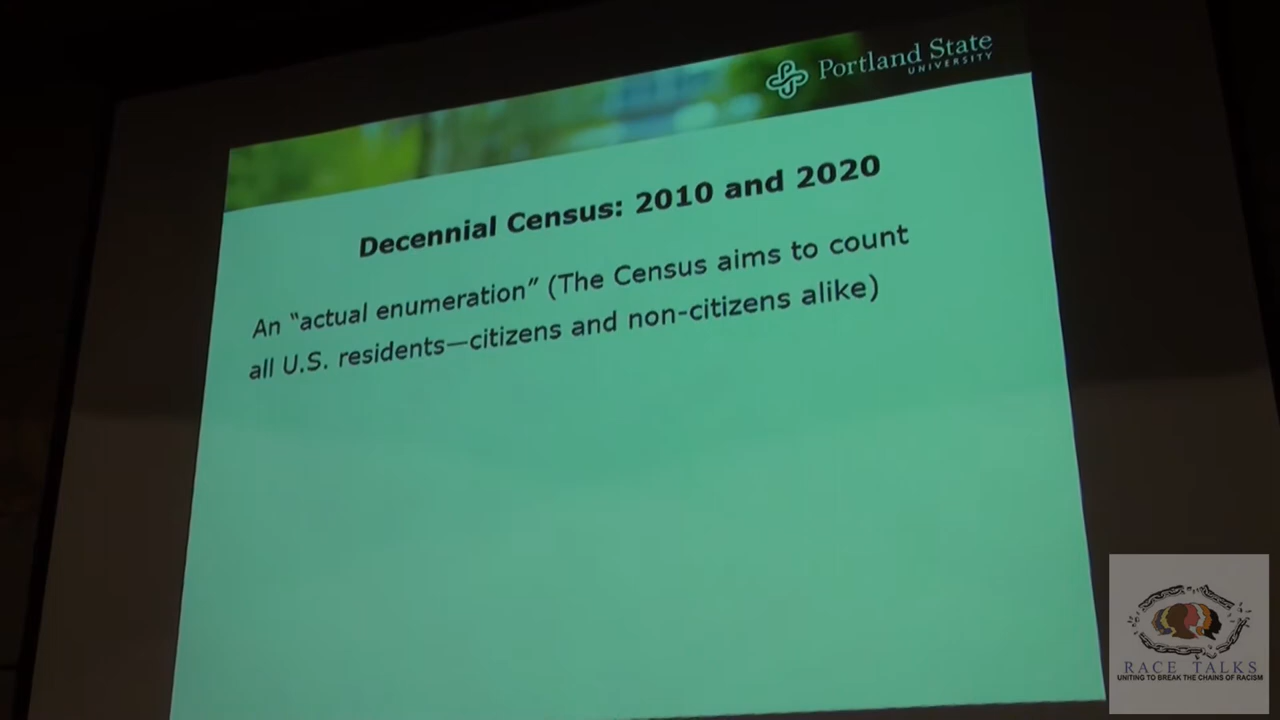 Portland State
UNIVERSITY
Decennial Census: 2010 and 2020
An “actual enumeration” (The Census aims to count
all U.S. residents—citizens and non-citizens alike)
RACE TALKS
UNITING TO BREAK THE CHAINS OF RACISM